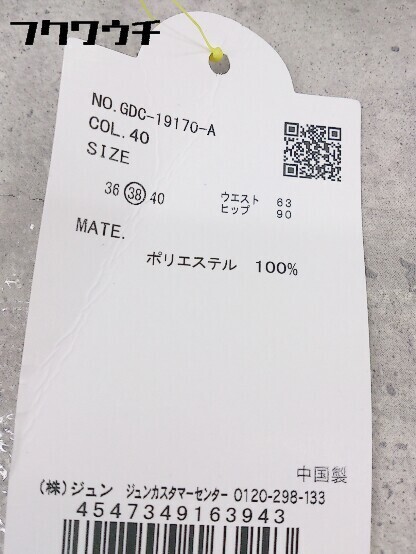 フクワウチ
NO.GDC-19170-A
COL.40
SIZE
36 38 40
ウエスト 63
ヒップ 90
MATE.
ポリエステル 100%
中国製
(株)ジュン ジュンカスタマーセンター 0120-298-133
4547349163943